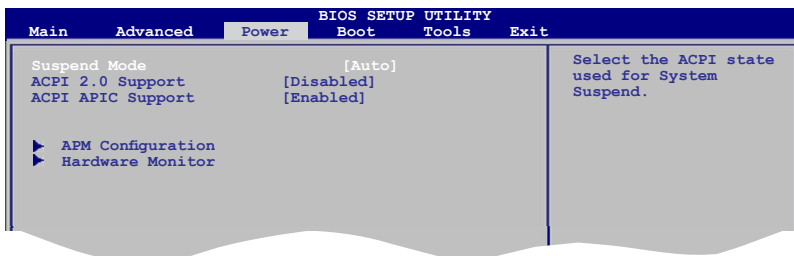 BIOS SETUP UTILITY
Main Advanced Power Boot Tools Exit
Suspend Mode [Auto]
ACPI 2.0 Support [Disabled]
ACPI APIC Support [Enabled]
APM Configuration
Hardware Monitor
Select the ACPI state
used for System
Suspend.